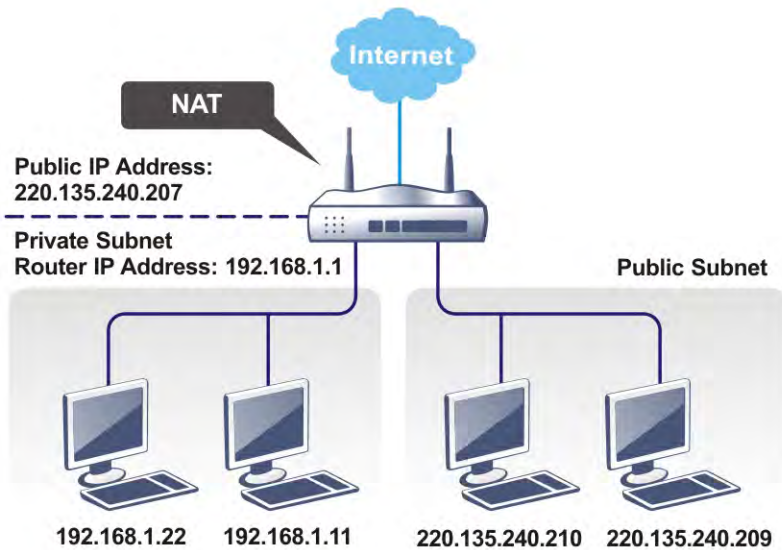 Internet
NAT
Public IP Address:
220.135.240.207
Private Subnet
Router IP Address: 192.168.1.1
Public Subnet
192.168.1.22
192.168.1.11
220.135.240.210
220.135.240.209